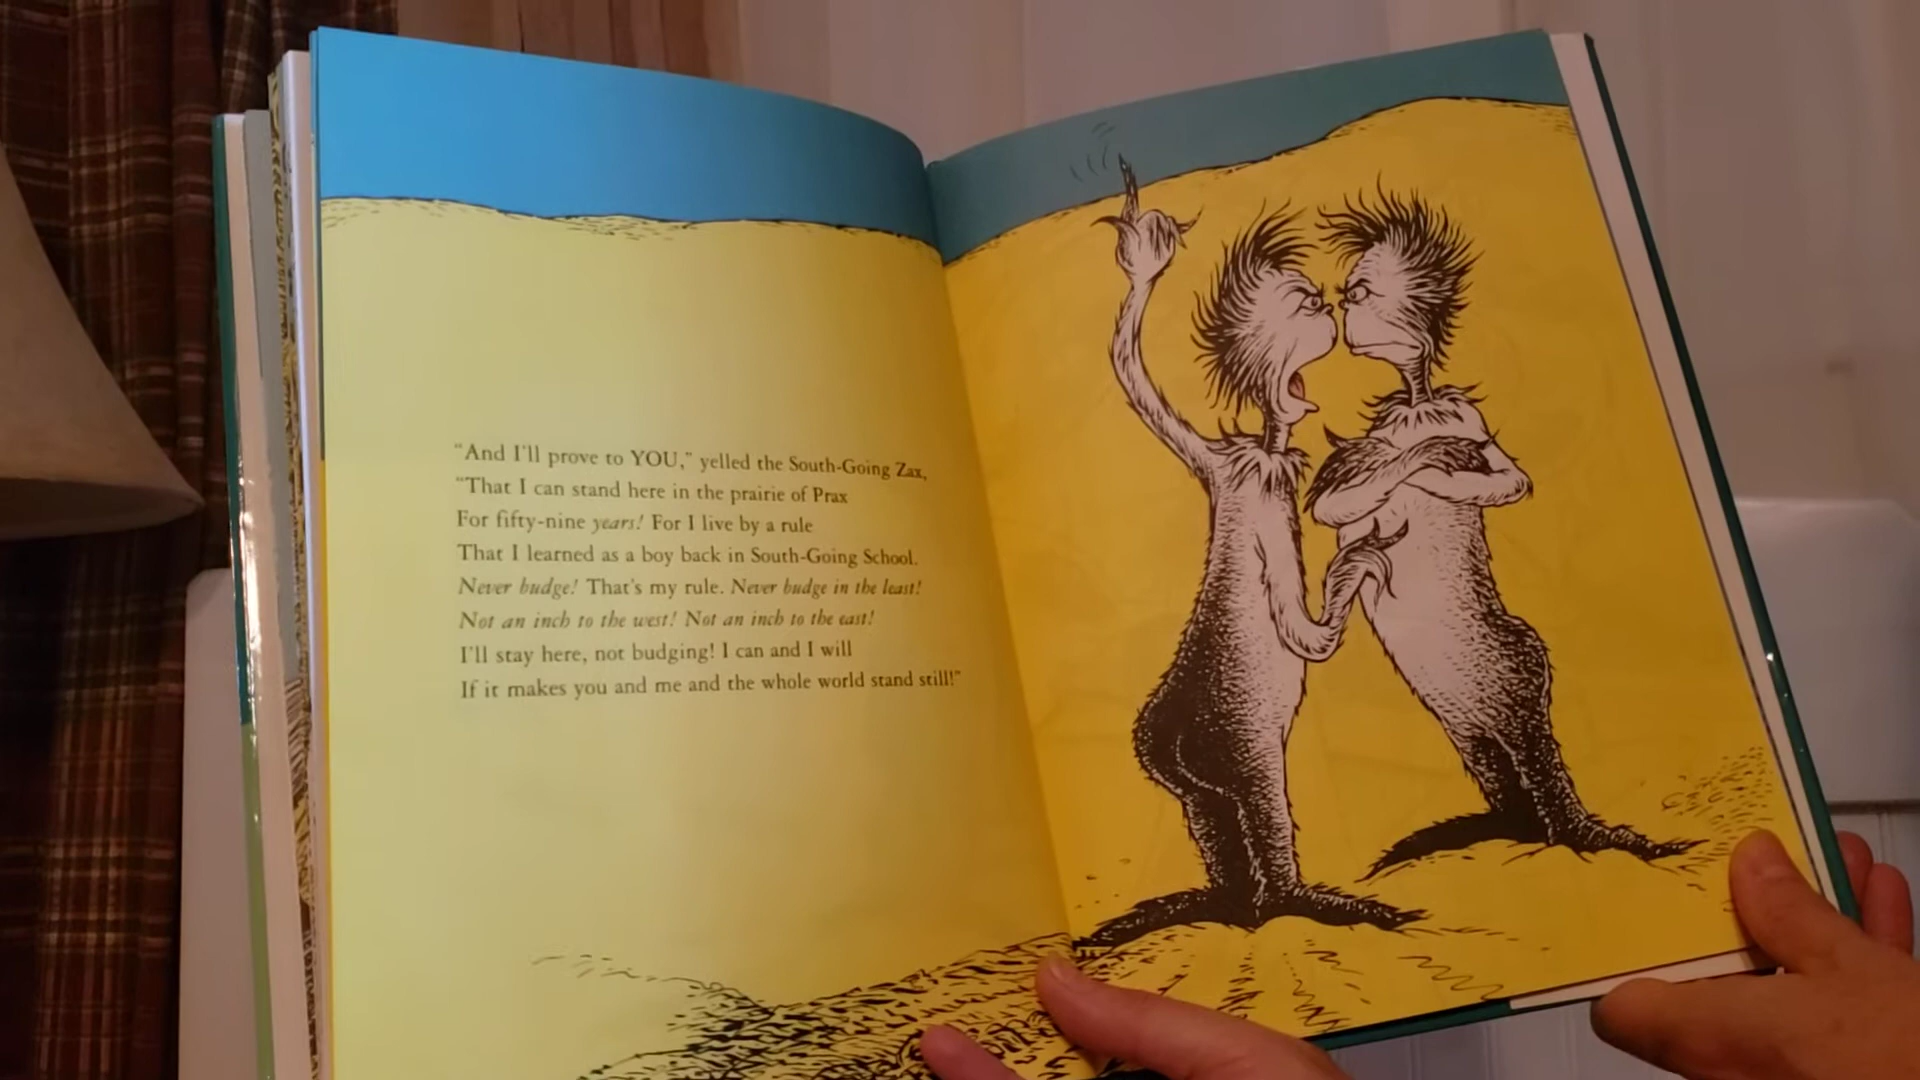 "And I'll prove to YOU," yelled the South-Going Zax,
"That I can stand here in the prairie of Prax
For fifty-nine years! For I live by a rule
That I learned as a boy back in South-Going School.
Never budge! That's my rule. Never budge in the least!
Not an inch to the west! Not an inch to the east!
I'll stay here, not budging! I can and I will
If it makes you and me and the whole world stand still!"